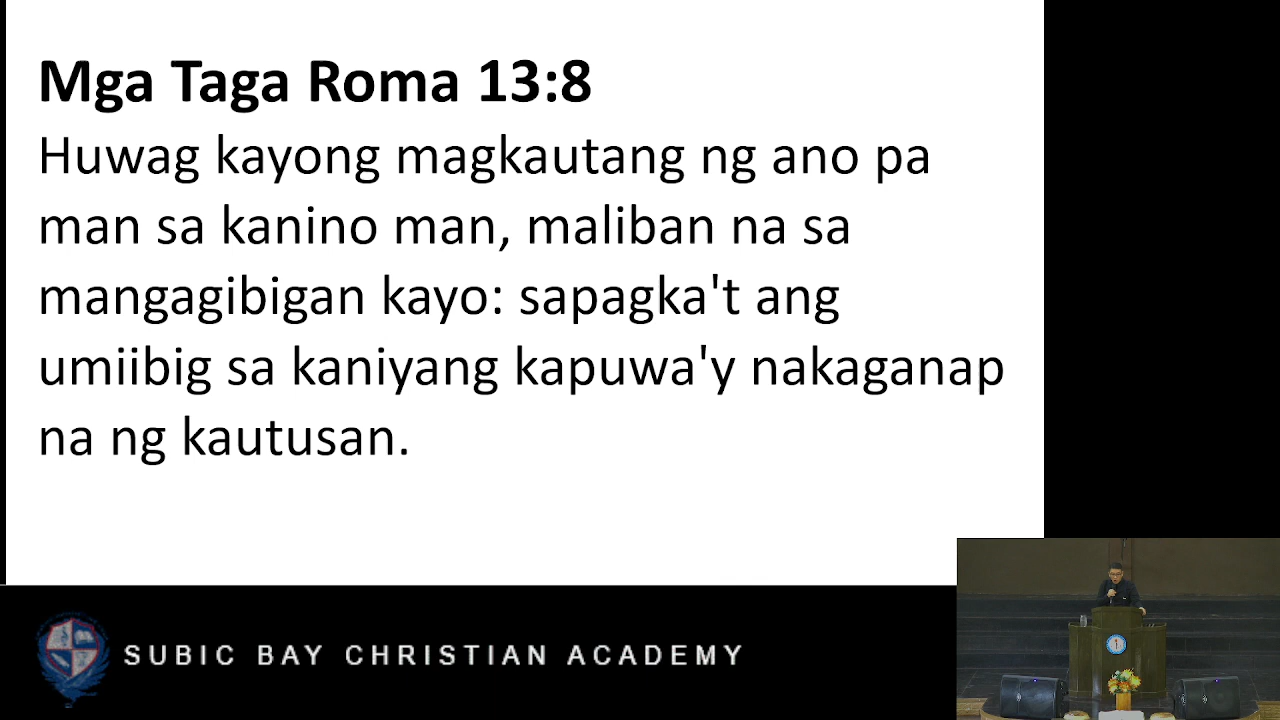 Mga Taga Roma 13:8
Huwag kayong magkautang ng ano pa
man sa kanino man, maliban na sa
mangagibigan kayo: sapagka't ang
umiibig sa kaniyang kapuwa'y nakaganap
na ng kautusan.
SUBIC BAY CHRISTIAN ACADEMY